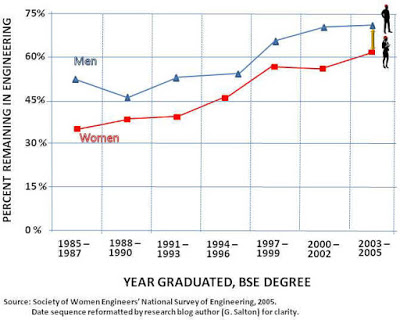 PERCENT REMAINING IN ENGINEERING
75%
60%
45%
30%
15%
0%
Men
Women
1985 – 1987
1988 – 1990
1991 – 1993
1994 – 1996
1997 – 1999
2000 – 2002
2003 – 2005
YEAR GRADUATED, BSE DEGREE
Source: Society of Women Engineers' National Survey of Engineering, 2005.
Date sequence reformatted by research blog author (G. Salton) for clarity.